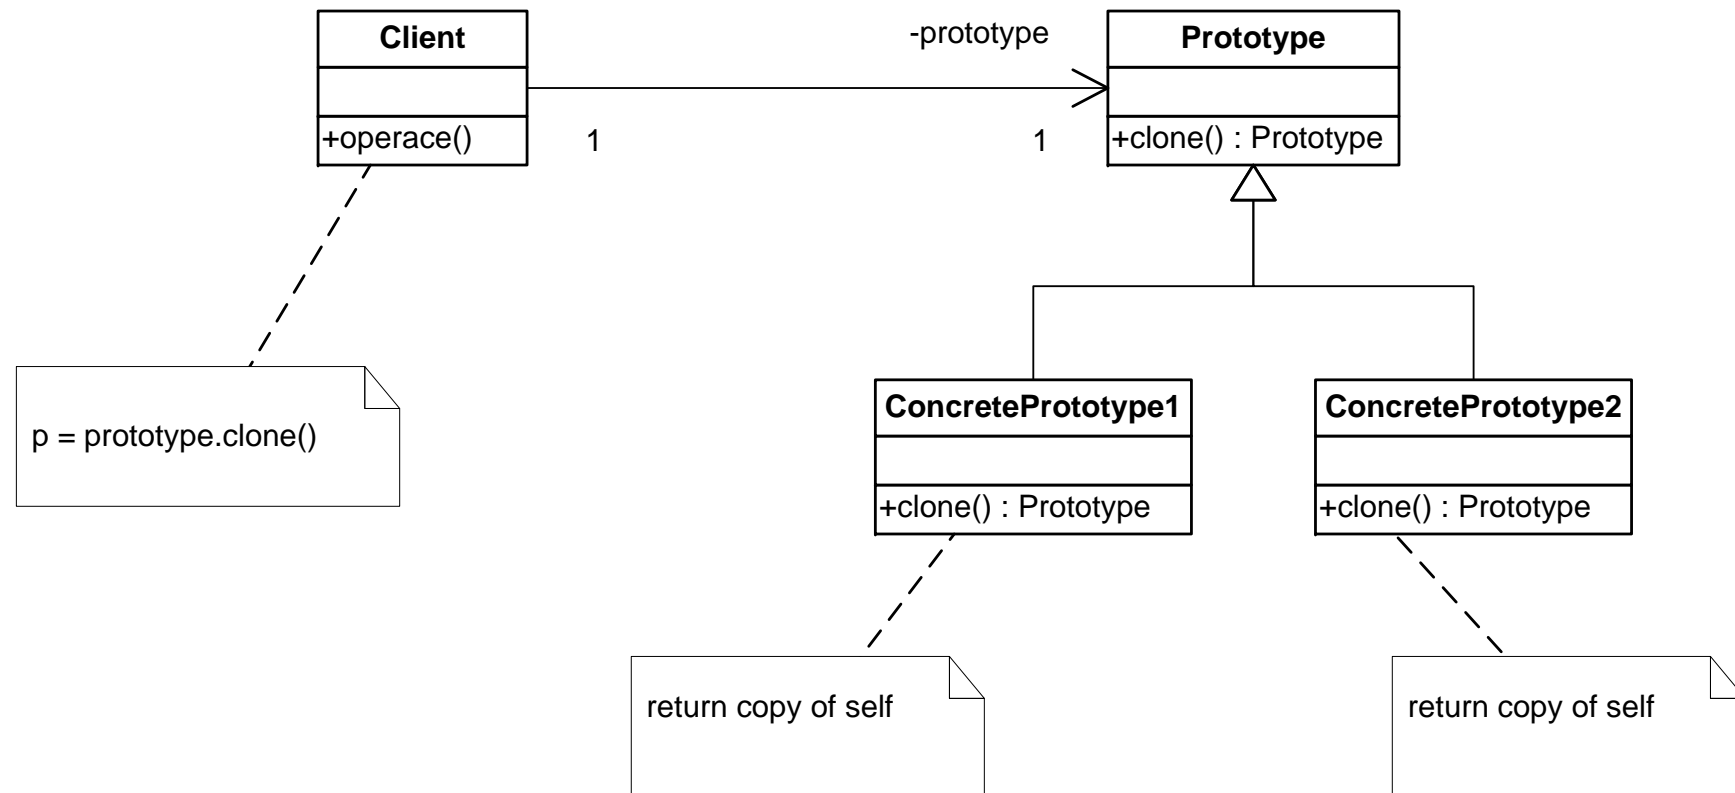 Client
-prototype
Prototype
+operace()
1
1
+clone() : Prototype
p = prototype.clone()
ConcretePrototype1
ConcretePrototype2
+clone() : Prototype
+clone() : Prototype
return copy of self
return copy of self